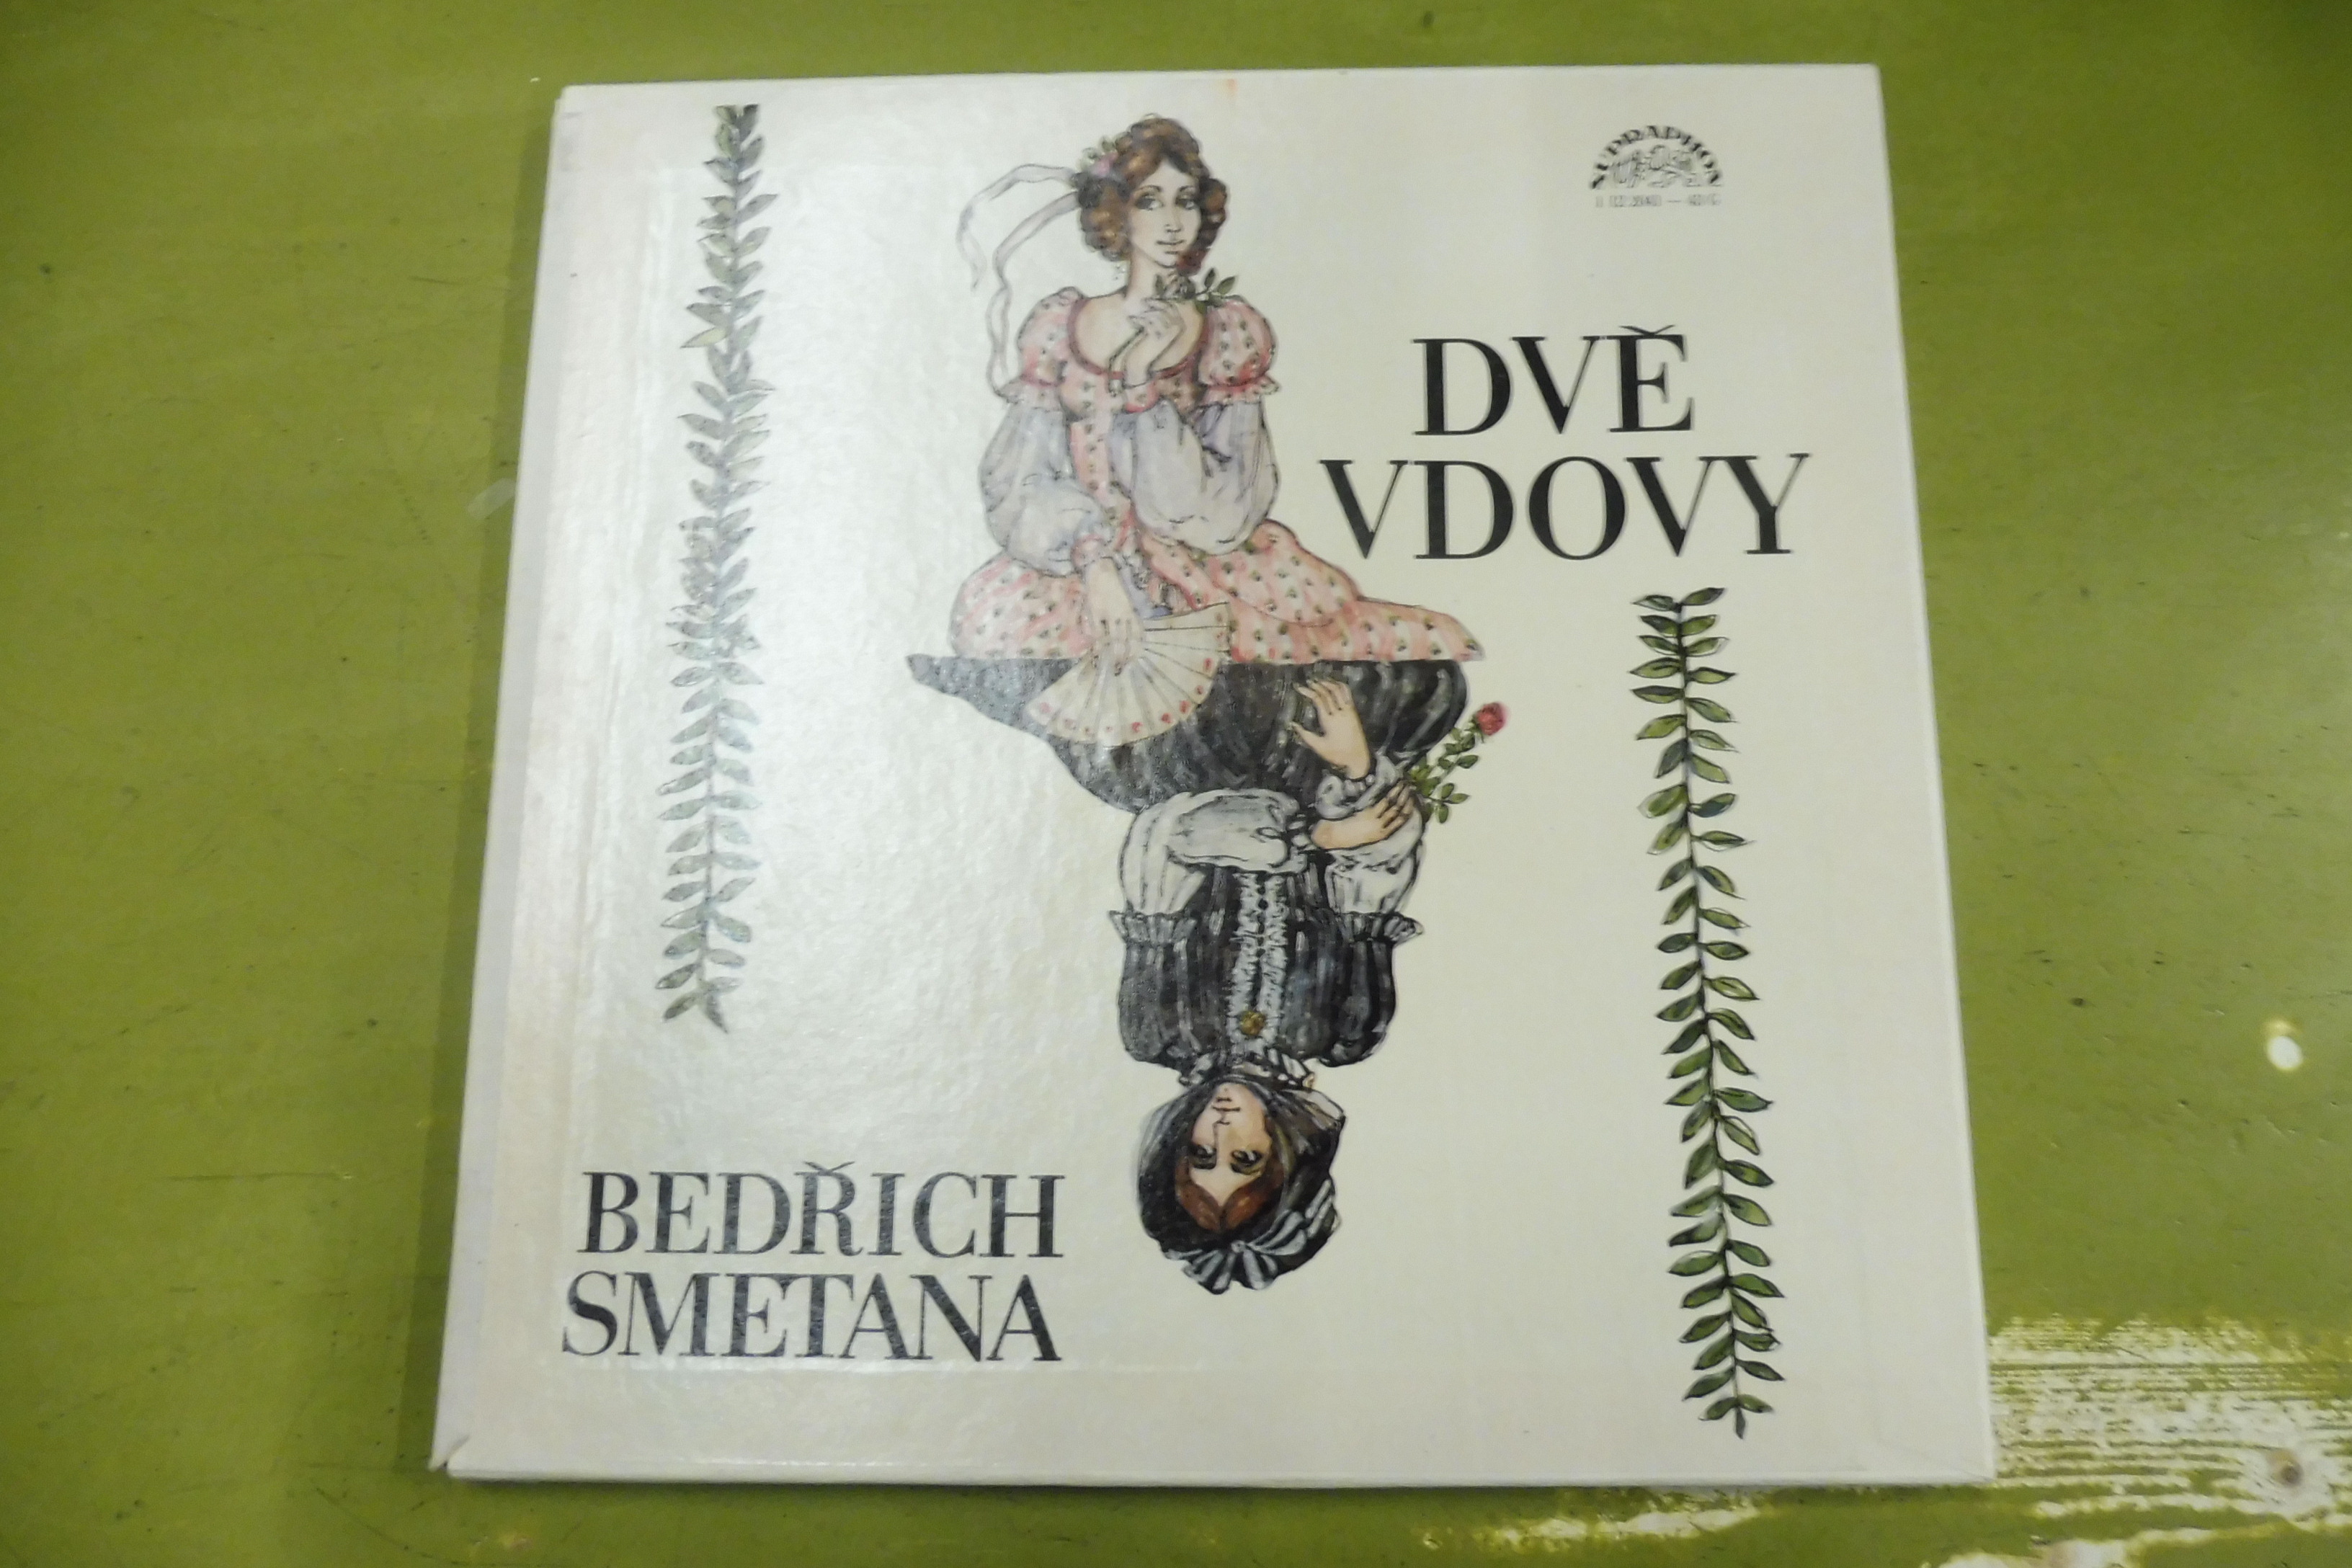 SUPRAPHON
DVĚ
VDOVY
BEDŘICH
SMETANA